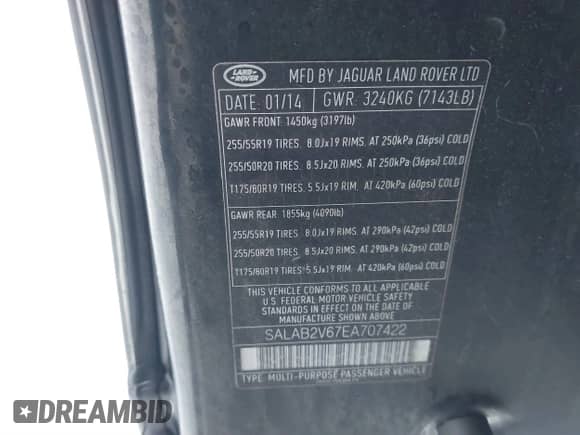 LAND-
ROVER
MFD BY JAGUAR LAND ROVER LTD
DATE: 01/14 GWR: 3240KG (7143LB)
GAWR FRONT 1450kg (3197lb)
255/55R19 TIRES. 8.0Jx19 RIMS. AT 250kPa (36psi) COLD
255/50R20 TIRES. 8.5Jx20 RIMS. AT 250kPa (36psi) COLD
T175/80R19 TIRES. 5.5Jx19 RIM. AT 420kPa (60psi) COLD
GAWR REAR 1855kg (4090lb)
255/55R19 TIRES. 8.0Jx19 RIMS. AT 290kPa (42psi) COLD
255/50R20 TIRES. 8.5Jx20 RIMS. AT 290kPa (42psi) COLD
T175/80R19 TIRES. 5.5Jx19 RIM. AT 420kPa (60psi) COLD
THIS VEHICLE CONFORMS TO ALL APPLICABLE
U.S. FEDERAL MOTOR VEHICLE SAFETY
STANDARDS IN EFFECT ON THE DATE OF
MANUFACTURE SHOWN ABOVE.
SALAB2V67EA707422
TYPE: MULTI-PURPOSE PASSENGER VEHICLE
DREAMBID